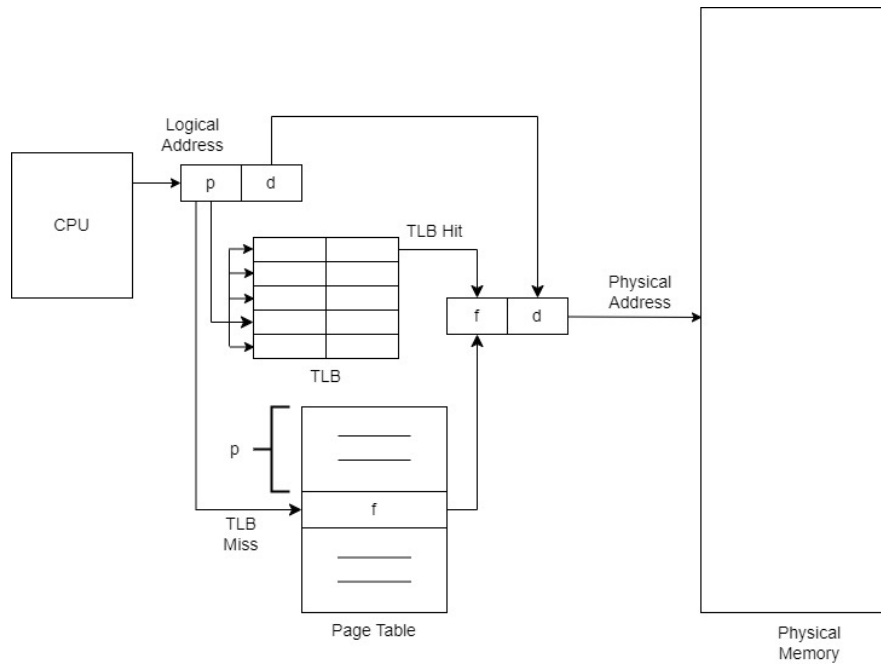 Logical
Address
CPU
p
d
TLB Hit
Physical
Address
f
d
TLB
p
f
TLB
Miss
Page Table
Physical
Memory